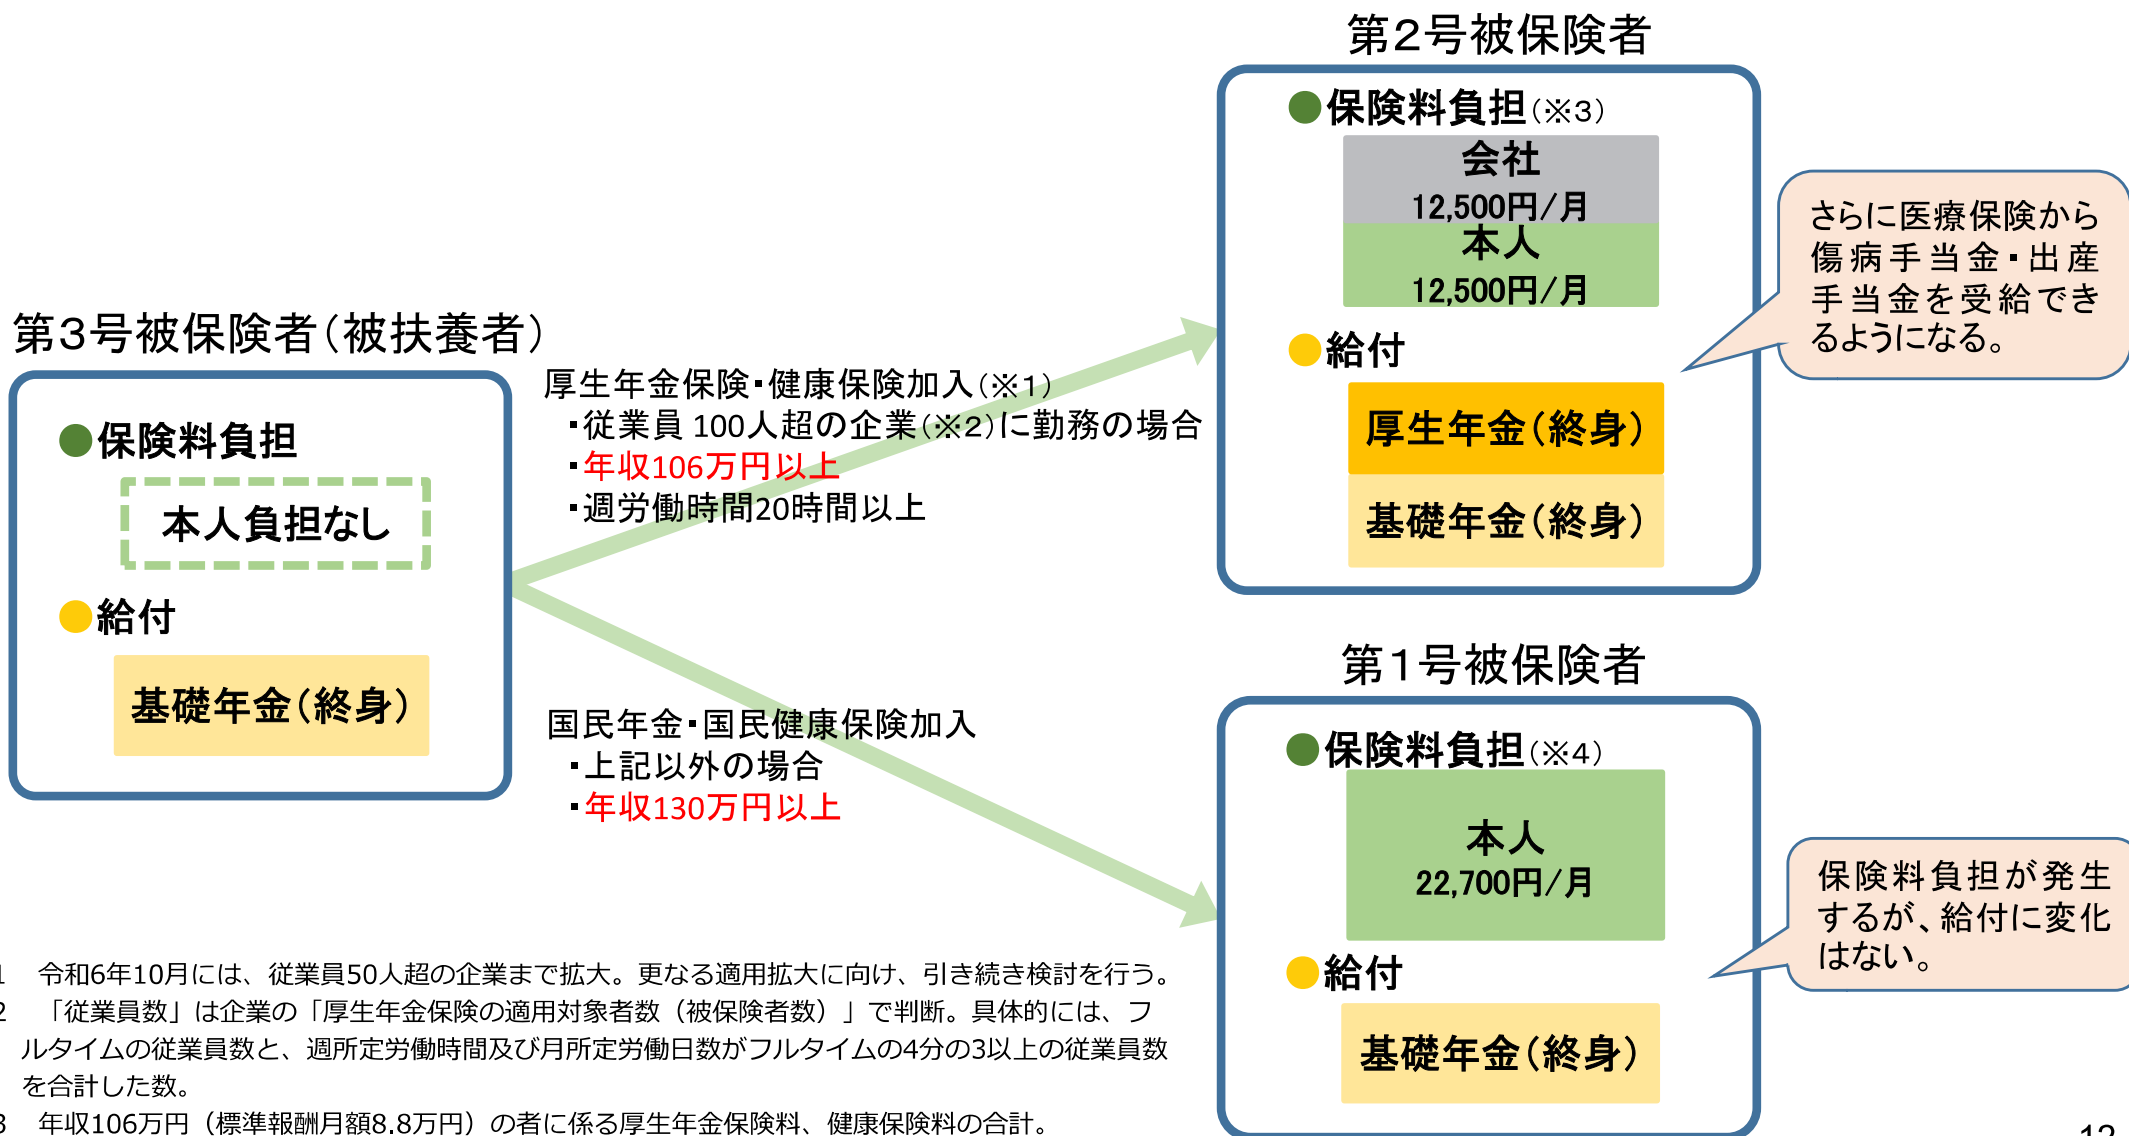 第3号被保険者(被扶養者)
●保険料負担
本人負担なし
●給付
基礎年金(終身)
厚生年金保険・健康保険加入(※1)
・従業員 100人超の企業(※2)に勤務の場合
・年収106万円以上
・週労働時間20時間以上
国民年金・国民健康保険加入
・上記以外の場合
・年収130万円以上
第2号被保険者
●保険料負担(※3)
会社
12,500円/月
本人
12,500円/月
●給付
厚生年金(終身)
基礎年金(終身)
さらに医療保険から
傷病手当金・出産
手当金を受給でき
るようになる。
第1号被保険者
●保険料負担(※4)
本人
22,700円/月
●給付
基礎年金(終身)
保険料負担が発生
するが、給付に変化
はない。
1 令和6年10月には、従業員50人超の企業まで拡大。更なる適用拡大に向け、引き続き検討を行う。
2 「従業員数」は企業の「厚生年金保険の適用対象者数（被保険者数）」で判断。具体的には、フ
ルタイムの従業員数と、週所定労働時間及び月所定労働日数がフルタイムの4分の3以上の従業員数
を合計した数。
3 年収106万円（標準報酬月額8.8万円）の者に係る厚生年金保険料、健康保険料の合計。